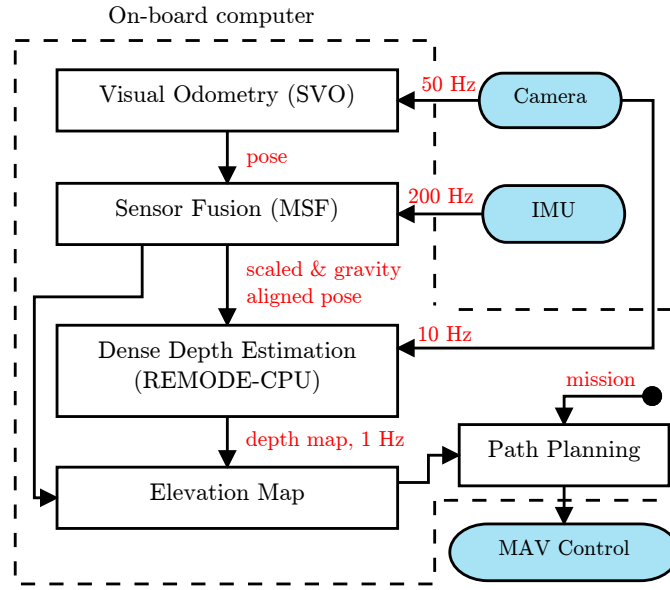 On-board computer
Visual Odometry (SVO)
50 Hz
Camera
pose
Sensor Fusion (MSF)
200 Hz
IMU
scaled & gravity
aligned pose
Dense Depth Estimation
(REMODE-CPU)
10 Hz
mission
depth map, 1 Hz
Path Planning
Elevation Map
MAV Control